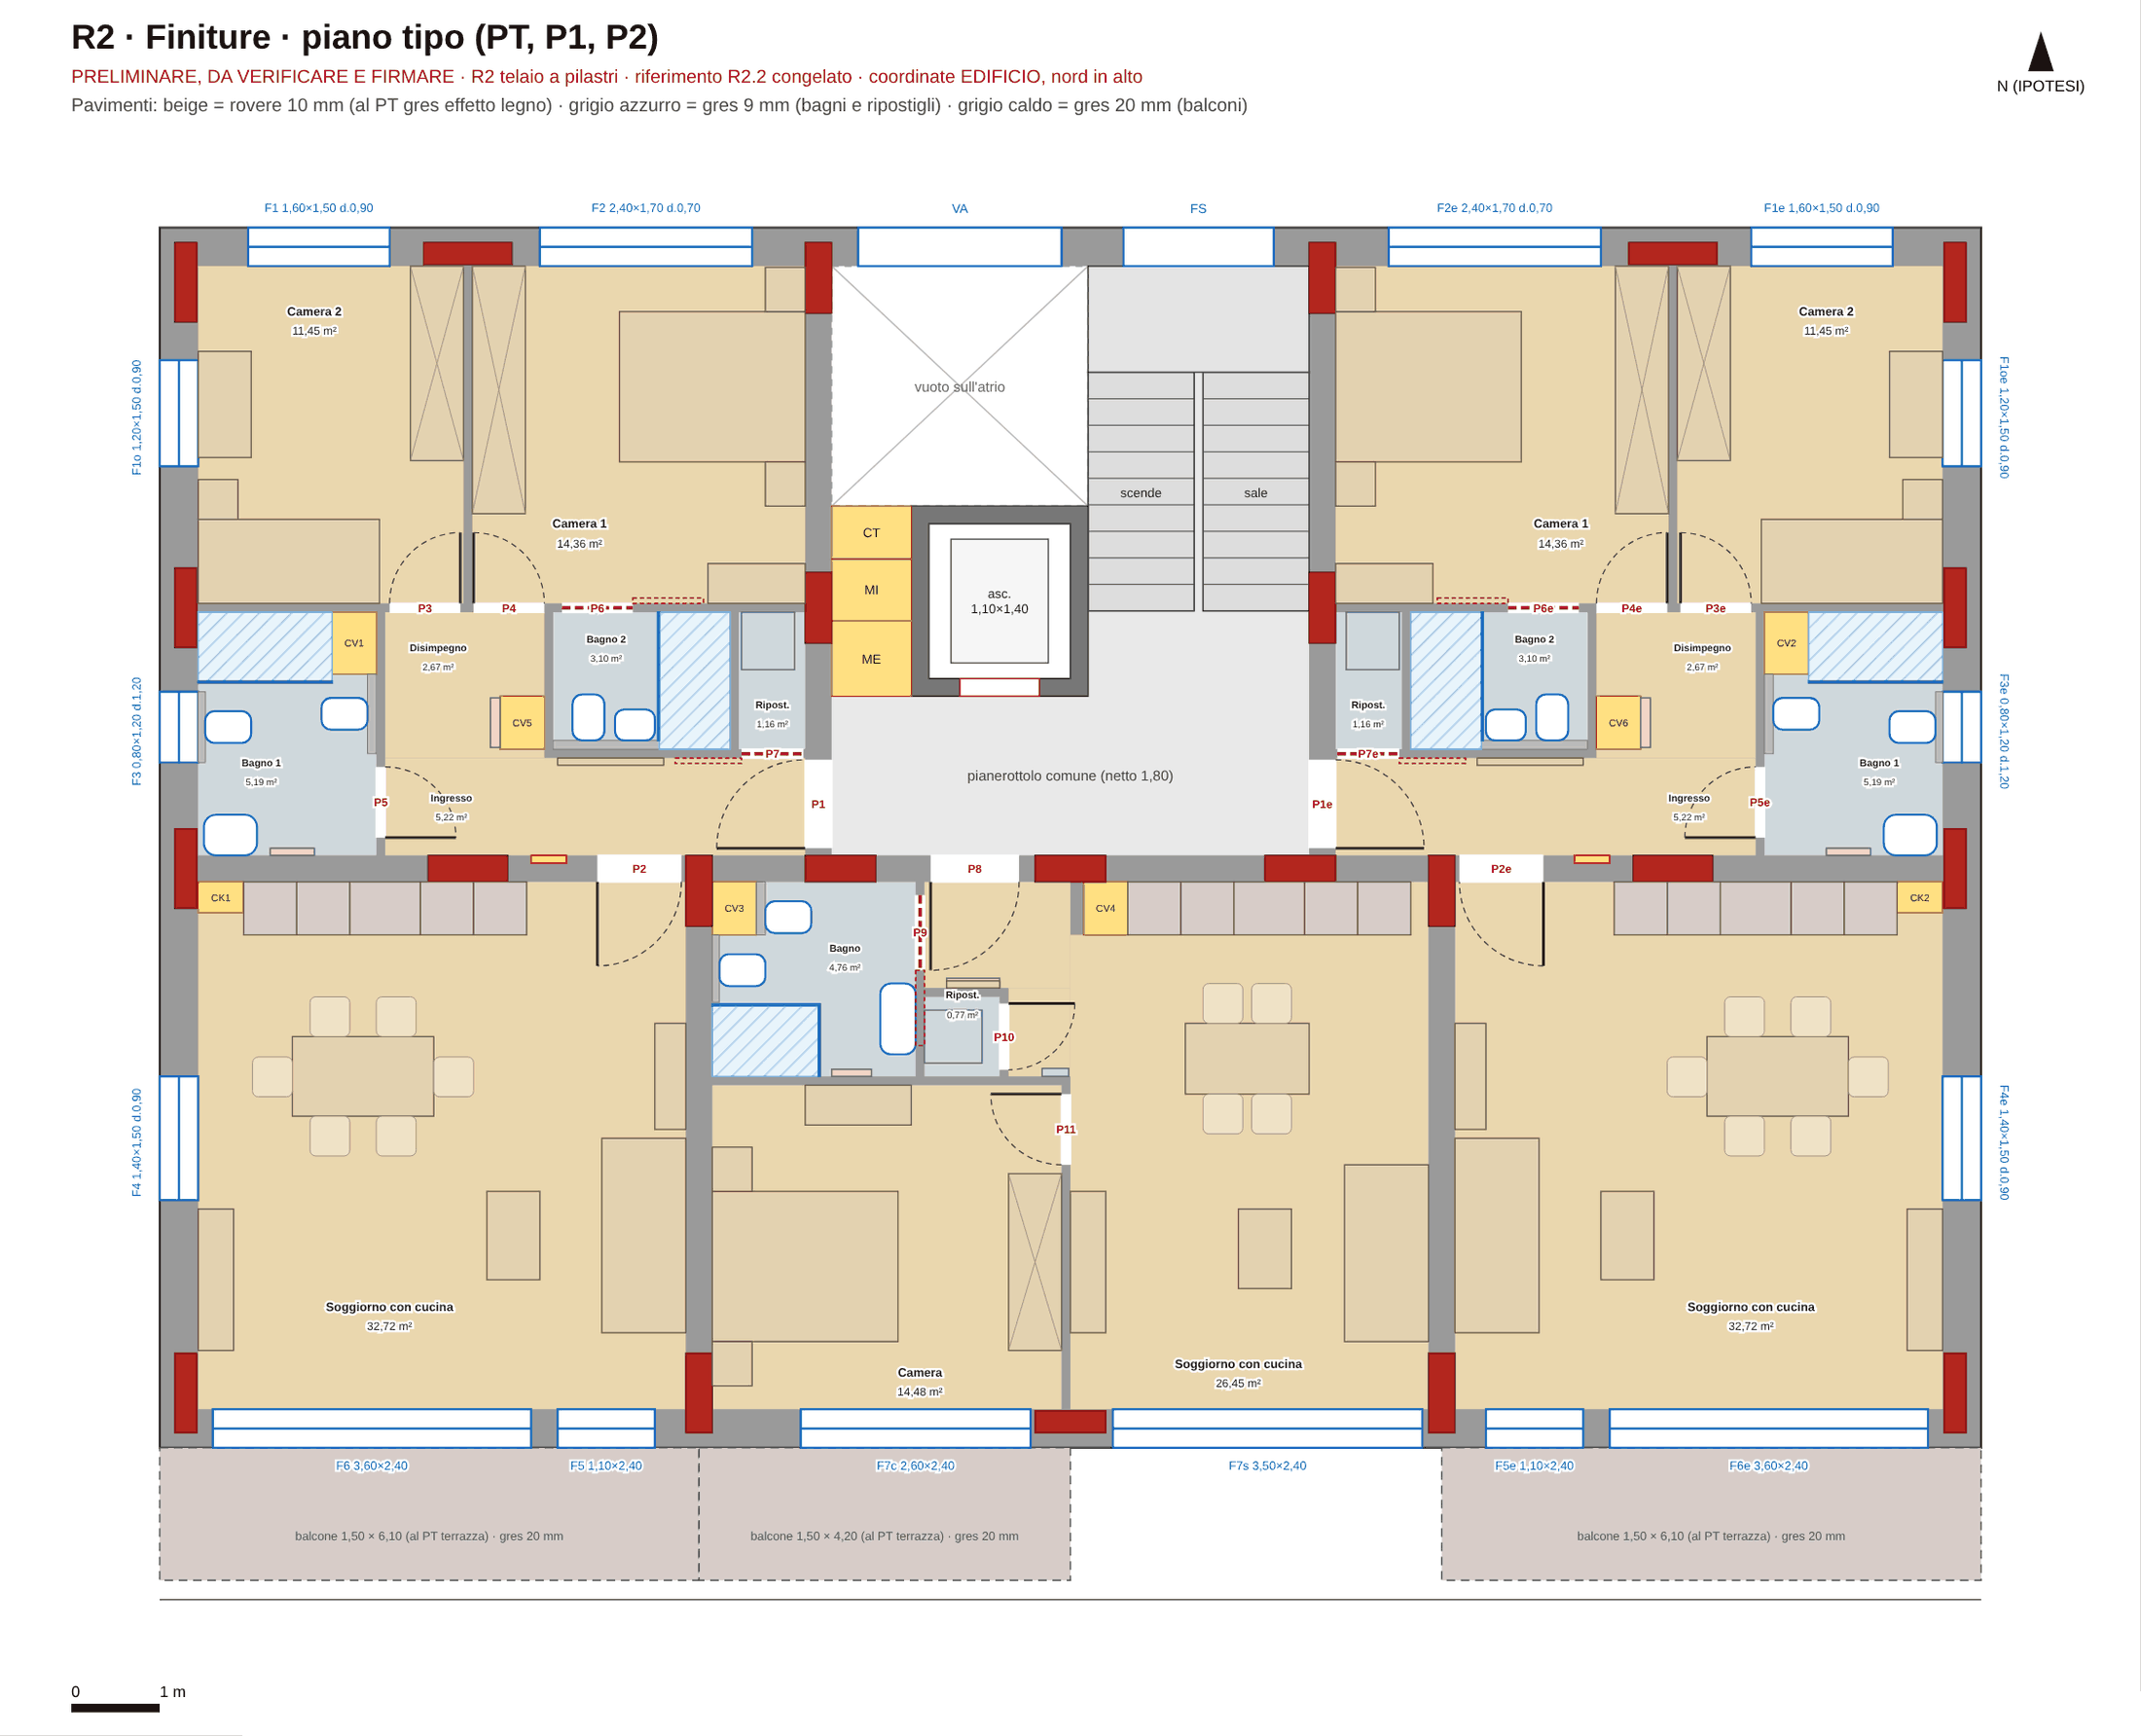 R2 · Finiture · piano tipo (PT, P1, P2)
PRELIMINARE, DA VERIFICARE E FIRMARE · R2 telaio a pilastri · riferimento R2.2 congelato · coordinate EDIFICIO, nord in alto
Pavimenti: beige = rovere 10 mm (al PT gres effetto legno) · grigio azzurro = gres 9 mm (bagni e ripostigli) · grigio caldo = gres 20 mm (balconi)
N (IPOTESI)
F1 1,60×1,50 d.0,90
F2 2,40×1,70 d.0,70
VA
FS
F2e 2,40×1,70 d.0,70
F1e 1,60×1,50 d.0,90
Camera 2
11,45 m²
Camera 2
11,45 m²
F1o 1,20×1,50 d.0,90
F1oe 1,20×1,50 d.0,90
vuoto sull'atrio
scende
sale
Camera 1
14,36 m²
Camera 1
14,36 m²
CT
MI
ME
asc.
1,10×1,40
P3
P4
P6
P6e
P4e
P3e
CV1
Disimpegno
2,67 m²
Bagno 2
3,10 m²
Bagno 2
3,10 m²
Disimpegno
2,67 m²
CV2
CV5
Ripost.
1,16 m²
Ripost.
1,16 m²
CV6
F3 0,80×1,20 d.1,20
F3e 0,80×1,20 d.1,20
Bagno 1
5,19 m²
P7
P7e
Bagno 1
5,19 m²
pianerottolo comune (netto 1,80)
P5
Ingresso
5,22 m²
P1
P1e
Ingresso
5,22 m²
P5e
P2
P8
P2e
CK1
CV3
CV4
CK2
P9
Bagno
4,76 m²
Ripost.
0,77 m²
P10
P11
F4 1,40×1,50 d.0,90
F4e 1,40×1,50 d.0,90
Soggiorno con cucina
32,72 m²
Soggiorno con cucina
32,72 m²
Camera
14,48 m²
Soggiorno con cucina
26,45 m²
F6 3,60×2,40
F5 1,10×2,40
F7c 2,60×2,40
F7s 3,50×2,40
F5e 1,10×2,40
F6e 3,60×2,40
balcone 1,50 × 6,10 (al PT terrazza) · gres 20 mm
balcone 1,50 × 4,20 (al PT terrazza) · gres 20 mm
balcone 1,50 × 6,10 (al PT terrazza) · gres 20 mm
0
1 m